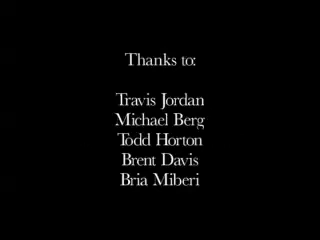 Thanks to:
Travis Jordan
Michael Berg
Todd Horton
Brent Davis
Bria Miberi